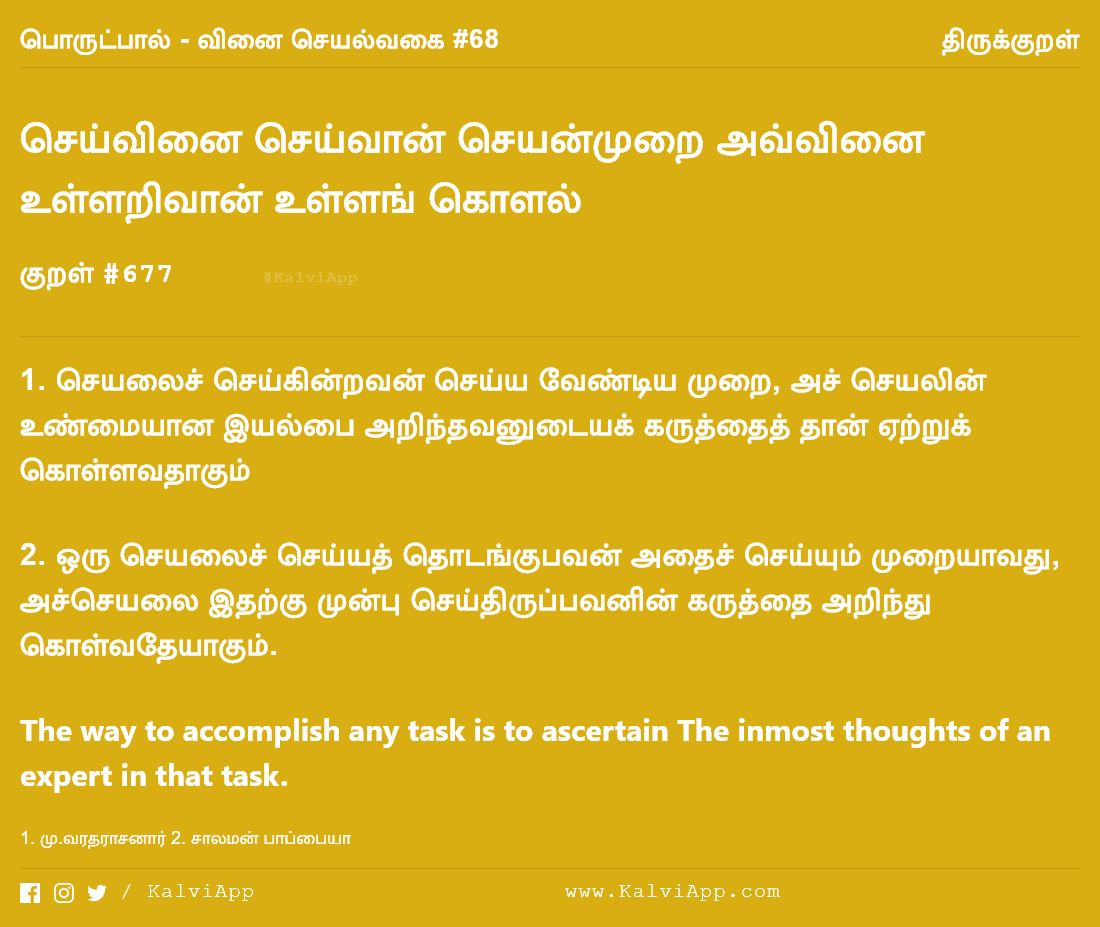 பொருட்பால் - வினை செயல்வகை #68
திருக்குறள்
செய்வினை செய்வான் செயன்முறை அவ்வினை
உள்ளறிவான் உள்ளங் கொளல்
குறள் #677
#KalviApp
1. செயலைச் செய்கின்றவன் செய்ய வேண்டிய முறை, அச் செயலின்
உண்மையான இயல்பை அறிந்தவனுடையக் கருத்தைத் தான் ஏற்றுக்
கொள்ளவதாகும்
2. ஒரு செயலைச் செய்யத் தொடங்குபவன் அதைச் செய்யும் முறையாவது,
அச்செயலை இதற்கு முன்பு செய்திருப்பவனின் கருத்தை அறிந்து
கொள்வதேயாகும்.
The way to accomplish any task is to ascertain The inmost thoughts of an
expert in that task.
1. மு.வரதராசனார் 2. சாலமன் பாப்பையா
/ KalviApp
www.KalviApp.com